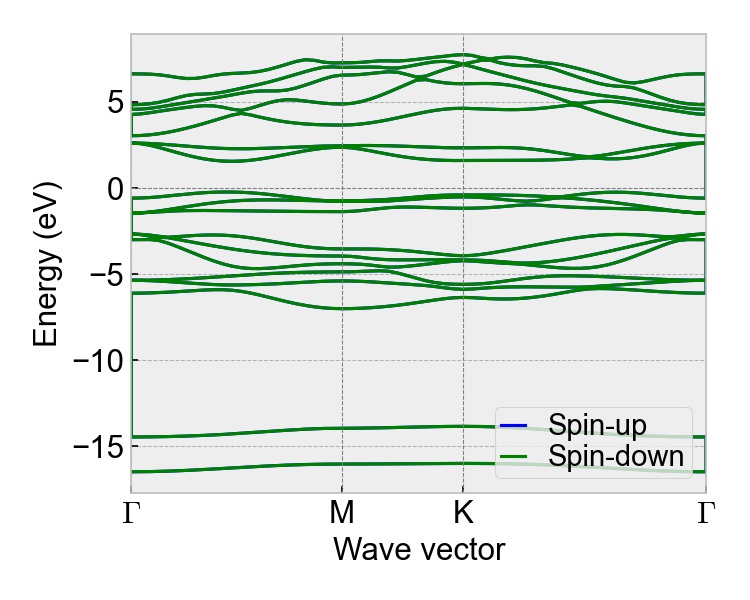 Energy (eV)
5
0
−5
−10
−15
Spin-up
Spin-down
Γ M K Γ
Wave vector